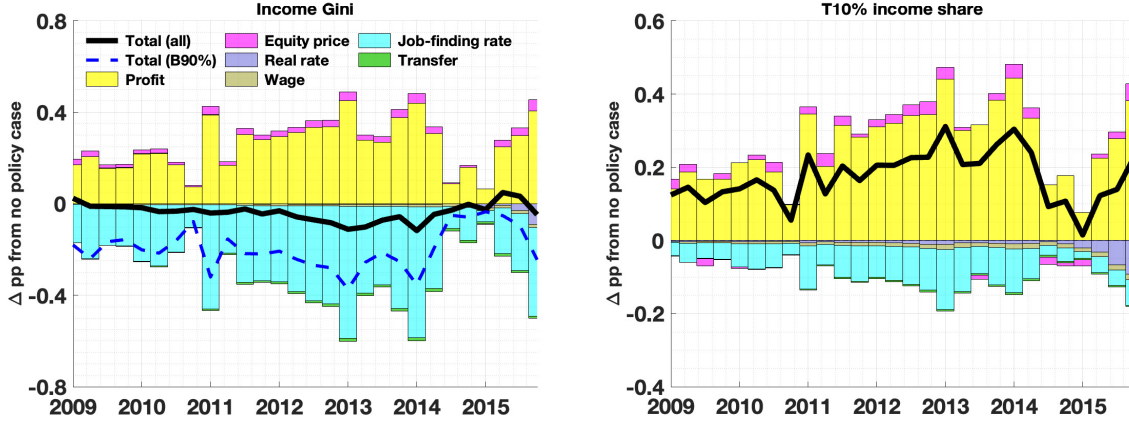 Income Gini
T10% income share
Δ pp from no policy case
0.8
0.4
0
-0.4
-0.8
Total (all)
Total (B90%)
Profit
Equity price
Real rate
Wage
Job-finding rate
Transfer
2009 2010 2011 2012 2013 2014 2015
Δ pp from no policy case
0.6
0.4
0.2
0
-0.2
-0.4
2009 2010 2011 2012 2013 2014 2015